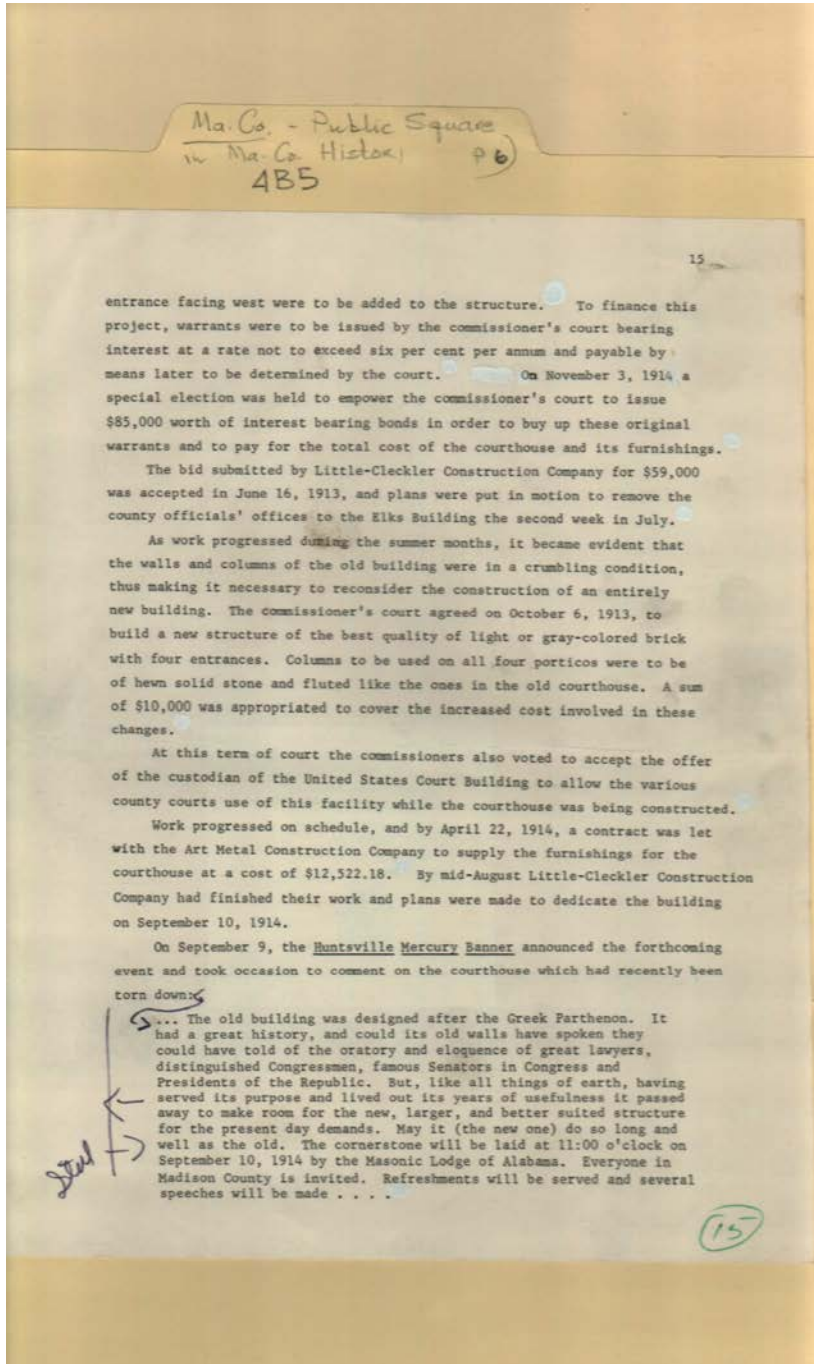 Ma. Co. - Public Square
in Ma. Co. Histor p 6)
4B5
15
entrance facing west were to be added to the structure. To finance this
project, warrants were to be issued by the commissioner's court bearing
interest at a rate not to exceed six per cent per annum and payable by
means later to be determined by the court. On November 3, 1914 a
special election was held to empower the commissioner's court to issue
$85,000 worth of interest bearing bonds in order to buy up these original
warrants and to pay for the total cost of the courthouse and its furnishings.
The bid submitted by Little-Cleckler Construction Company for $59,000
was accepted in June 16, 1913, and plans were put in motion to remove the
county officials' offices to the Elks Building the second week in July.
As work progressed during the summer months, it became evident that
the walls and columns of the old building were in a crumbling condition,
thus making it necessary to reconsider the construction of an entirely
new building. The commissioner's court agreed on October 6, 1913, to
build a new structure of the best quality of light or gray-colored brick
with four entrances. Columns to be used on all four porticos were to be
of hewn solid stone and fluted like the ones in the old courthouse. A sum
of $10,000 was appropriated to cover the increased cost involved in these
changes.
At this term of court the commissioners also voted to accept the offer
of the custodian of the United States Court Building to allow the various
county courts use of this facility while the courthouse was being constructed.
Work progressed on schedule, and by April 22, 1914, a contract was let
with the Art Metal Construction Company to supply the furnishings for the
courthouse at a cost of $12,522.18. By mid-August Little-Cleckler Construction
Company had finished their work and plans were made to dedicate the building
on September 10, 1914.
On September 9, the Huntsville Mercury Banner announced the forthcoming
event and took occasion to comment on the courthouse which had recently been
torn down:
... The old building was designed after the Greek Parthenon. It
had a great history, and could its old walls have spoken they
could have told of the oratory and eloquence of great lawyers,
distinguished Congressmen, famous Senators in Congress and
Presidents of the Republic. But, like all things of earth, having
served its purpose and lived out its years of usefulness it passed
away to make room for the new, larger, and better suited structure
for the present day demands. May it (the new one) do so long and
well as the old. The cornerstone will be laid at 11:00 o'clock on
September 10, 1914 by the Masonic Lodge of Alabama. Everyone in
Madison County is invited. Refreshments will be served and several
speeches will be made . . . .
15